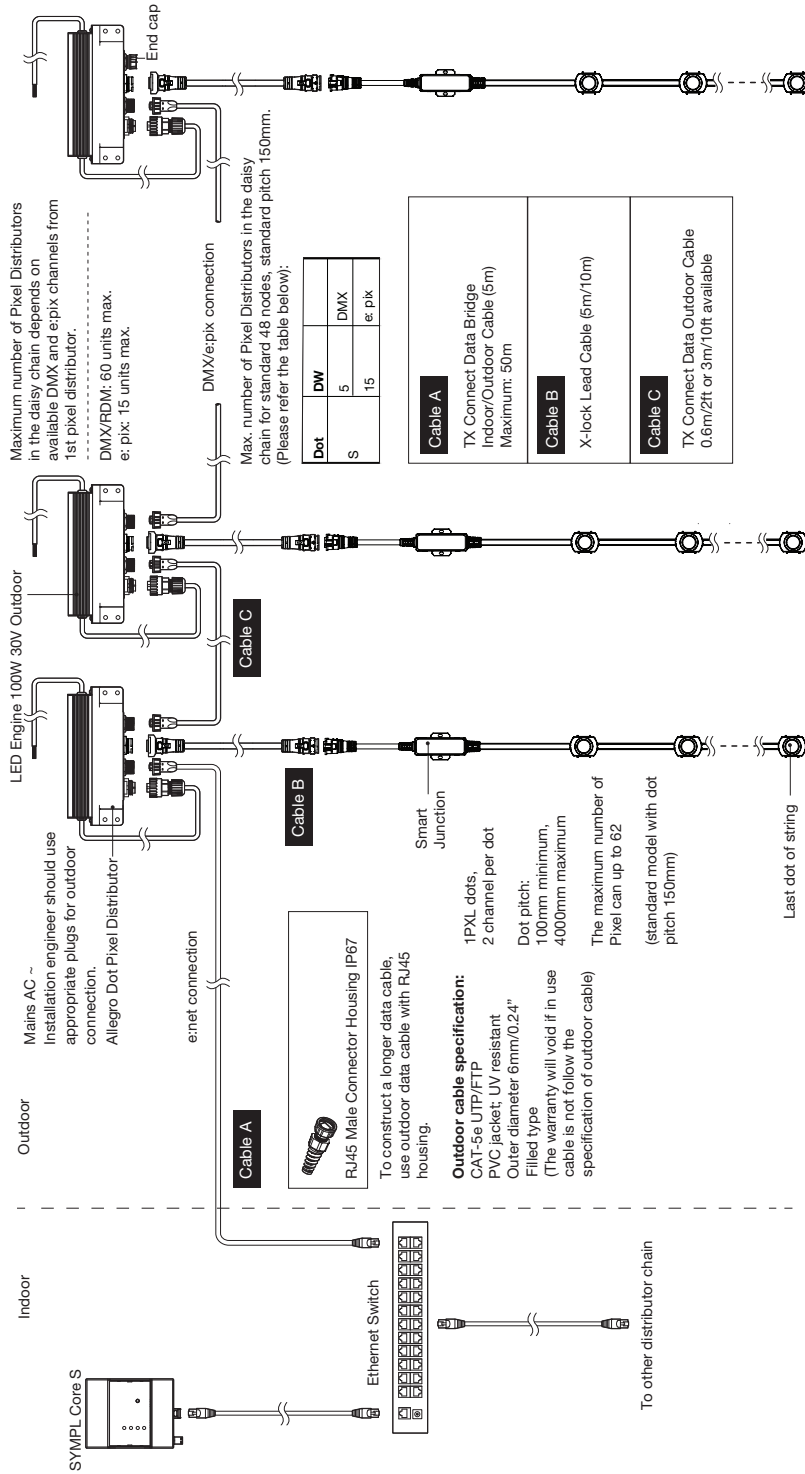 Indoor
Outdoor
SYMPL Core S
Ethernet Switch
To other distributor chain
Mains AC ~
Installation engineer should use
appropriate plugs for outdoor
connection.
Allegro Dot Pixel Distributor
LED Engine 100W 30V Outdoor
e:net connection
Cable A
RJ45 Male Connector Housing IP67
To construct a longer data cable,
use outdoor data cable with RJ45
housing.
Outdoor cable specification:
CAT-5e UTP/FTP
PVC jacket; UV resistant
Outer diameter 6mm/0.24"
Filled type
(The warranty will void if in use
cable is not follow the
specification of outdoor cable)
Cable B
Cable C
Smart
Junction
1PXL dots,
2 channel per dot
Dot pitch:
100mm minimum,
4000mm maximum
The maximum number of
Pixel can up to 62
(standard model with dot
pitch 150mm)
Last dot of string
Maximum number of Pixel Distributors
in the daisy chain depends on
available DMX and e:pix channels from
1st pixel distributor.
DMX/RDM: 60 units max.
e: pix: 15 units max.
End cap
DMX/e:pix connection
Max. number of Pixel Distributors in the daisy
chain for standard 48 nodes, standard pitch 150mm.
(Please refer the table below):
Dot DW
S 5 DMX
15 e: pix
Cable A
TX Connect Data Bridge
Indoor/Outdoor Cable (5m)
Maximum: 50m
Cable B
X-lock Lead Cable (5m/10m)
Cable C
TX Connect Data Outdoor Cable
0.6m/2ft or 3m/10ft available